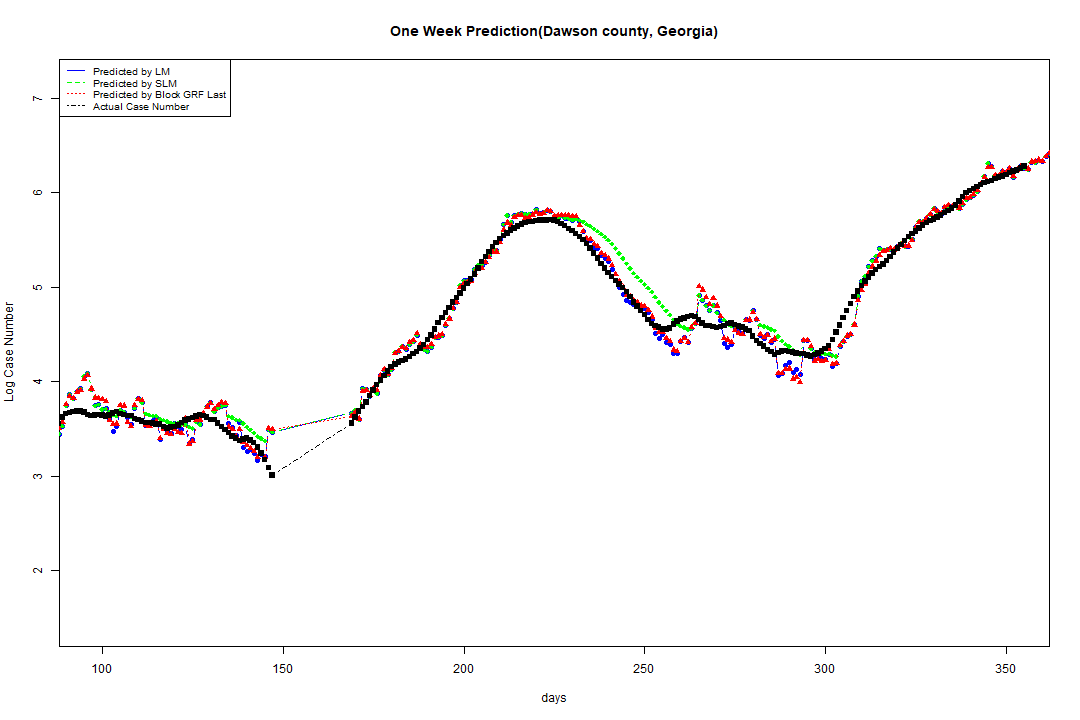 One Week Prediction(Dawson county, Georgia)
Predicted by LM
Predicted by SLM
Predicted by Block GRF Last
Actual Case Number
7
6
5
4
3
2
Log Case Number
100 150 200 250 300 350
days